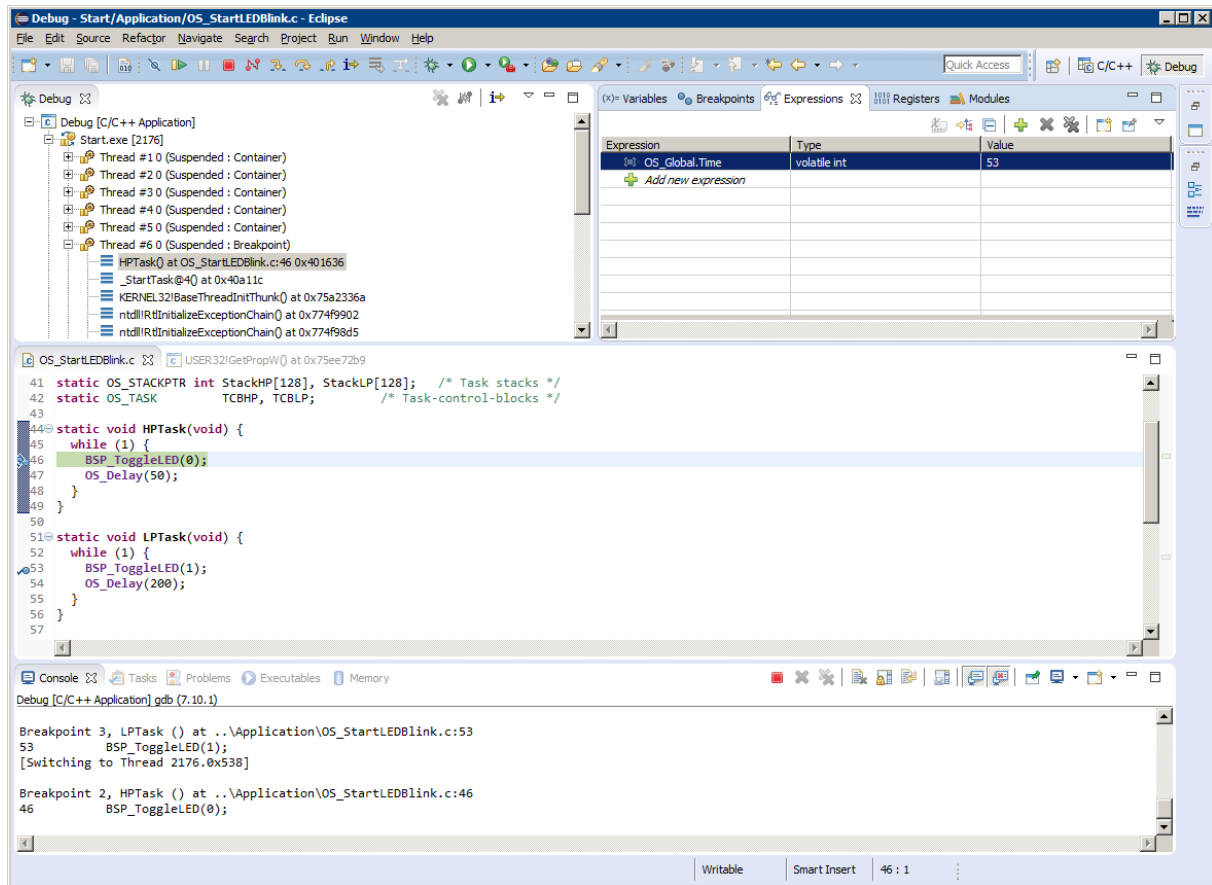 Debug - Start/Application/OS_StartLEDBlink.c - Eclipse
File Edit Source Refactor Navigate Search Project Run Window Help
Quick Access C/C++ Debug
Debug
Debug [C/C++ Application]
Start.exe [2176]
Thread #1 0 (Suspended : Container)
Thread #2 0 (Suspended : Container)
Thread #3 0 (Suspended : Container)
Thread #4 0 (Suspended : Container)
Thread #5 0 (Suspended : Container)
Thread #6 0 (Suspended : Breakpoint)
HPTask() at OS_StartLEDBlink.c:46 0x401636
_StartTask@4() at 0x40a11c
KERNEL32!BaseThreadInitThunk() at 0x75a2336a
ntdll!RtlInitializeExceptionChain() at 0x774f9902
ntdll!RtlInitializeExceptionChain() at 0x774f98d5
(x)= Variables Breakpoints Expressions Registers Modules
Expression Type Value
OS_Global.Time volatile int 53
Add new expression
OS_StartLEDBlink.c USER32!GetPropW() at 0x75ee72b9
41 static OS_STACKPTR int StackHP[128], StackLP[128]; /* Task stacks */
42 static OS_TASK TCBHP, TCBLP; /* Task-control-blocks */
43
44 static void HPTask(void) {
45 while (1) {
46 BSP_ToggleLED(0);
47 OS_Delay(50);
48 }
49 }
50
51 static void LPTask(void) {
52 while (1) {
53 BSP_ToggleLED(1);
54 OS_Delay(200);
55 }
56 }
57
Console Tasks Problems Executables Memory
Debug [C/C++ Application] gdb (7.10.1)
Breakpoint 3, LPTask () at ..\Application\OS_StartLEDBlink.c:53
53 BSP_ToggleLED(1);
[Switching to Thread 2176.0x538]
Breakpoint 2, HPTask () at ..\Application\OS_StartLEDBlink.c:46
46 BSP_ToggleLED(0);
Writable Smart Insert 46 : 1